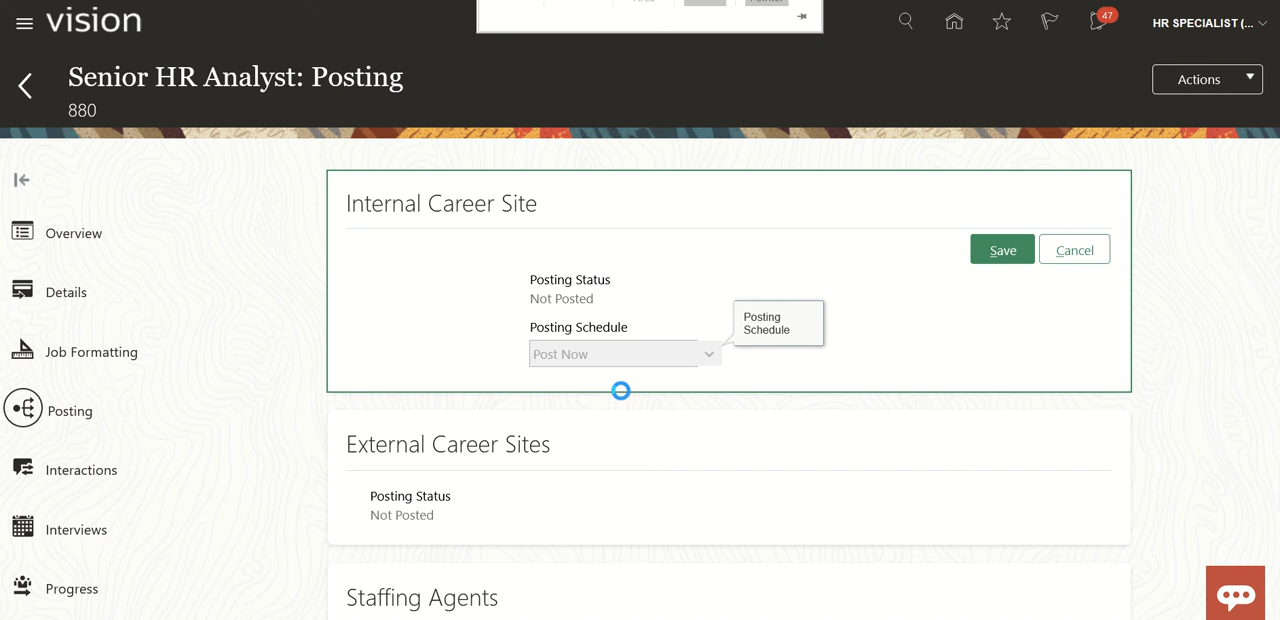 vision
47
HR SPECIALIST (...
Senior HR Analyst: Posting
880
Actions
Overview
Details
Job Formatting
Posting
Interactions
Interviews
Progress
Internal Career Site
Save
Cancel
Posting Status
Not Posted
Posting Schedule
Post Now
Posting
Schedule
External Career Sites
Posting Status
Not Posted
Staffing Agents